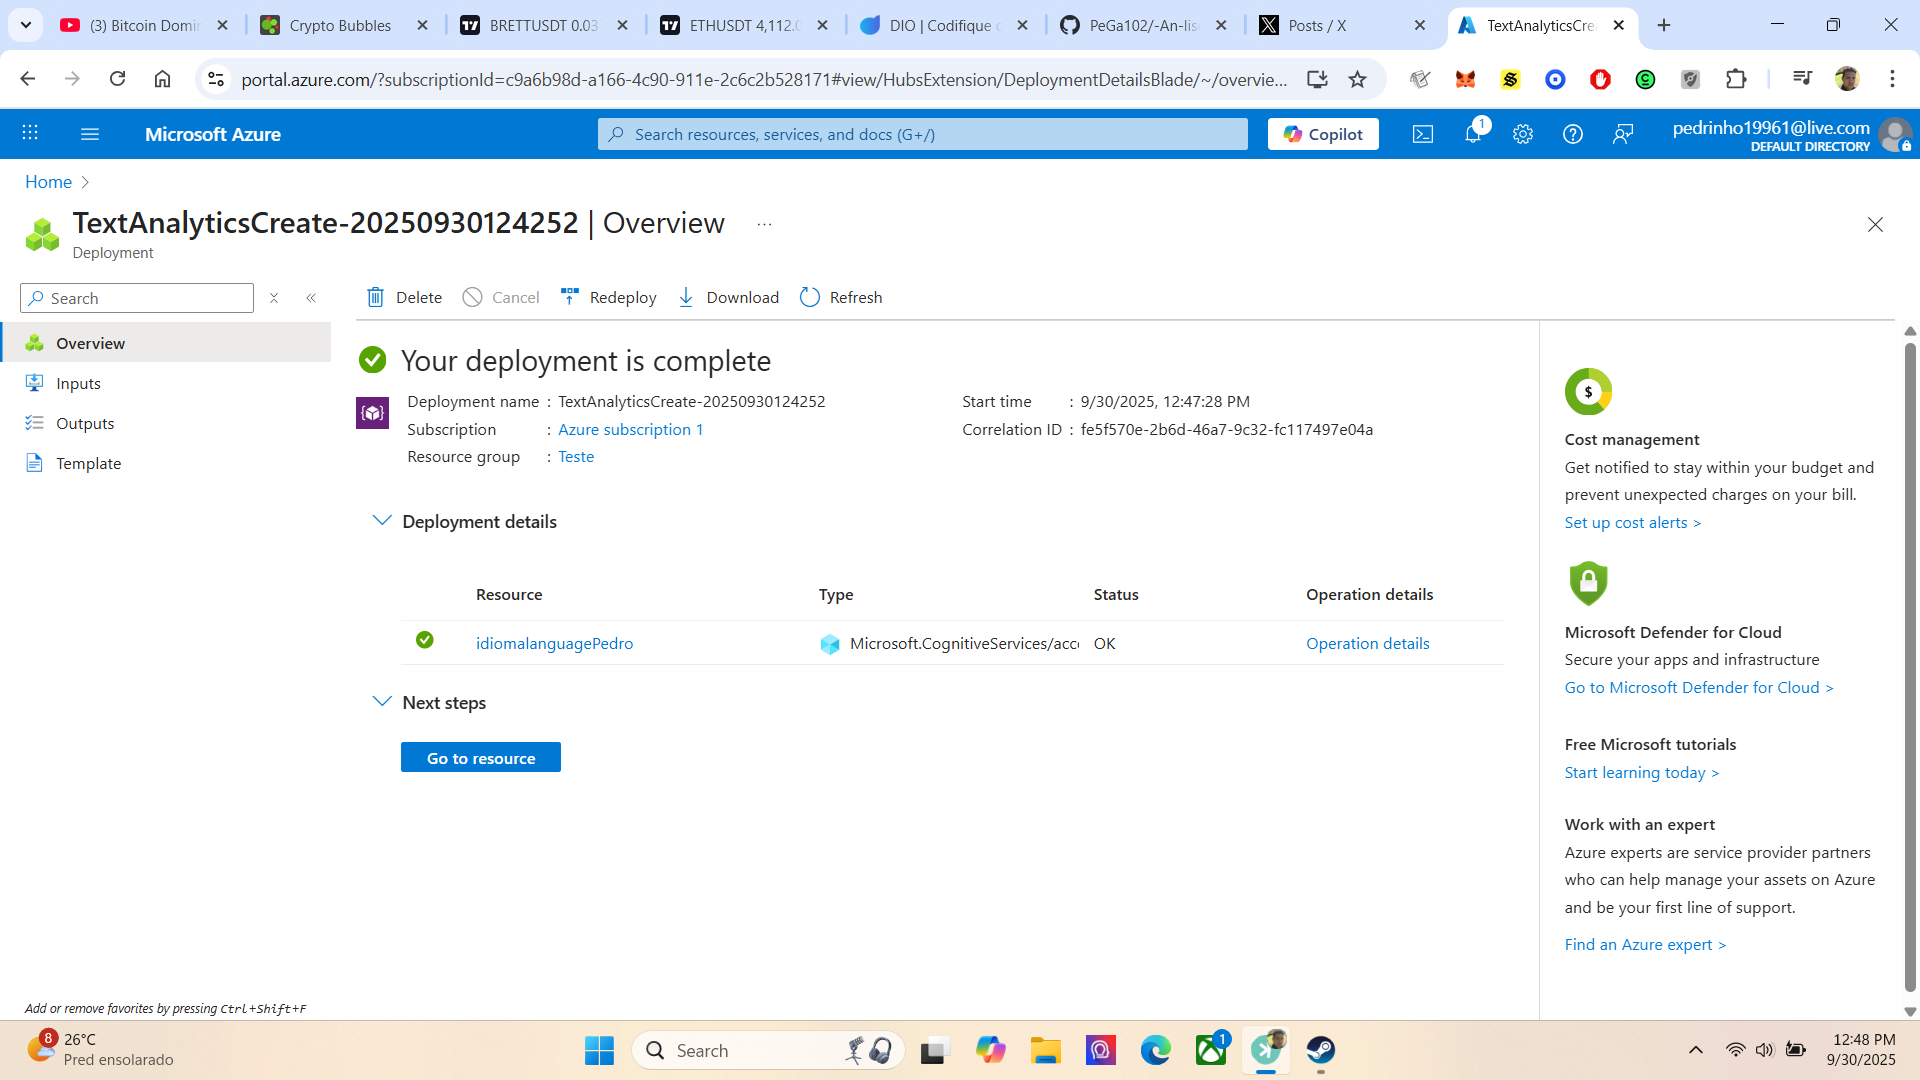 (3) Bitcoin Domin
Crypto Bubbles
BRETTUSDT 0.03
ETHUSDT 4,112.0
DIO | Codifique o
PeGa102/-An-lis
Posts / X
TextAnalyticsCrea
portal.azure.com/?subscriptionId=c9a6b98d-a166-4c90-911e-2c6c2b528171#view/HubsExtension/DeploymentDetailsBlade/~/overvie...
Microsoft Azure
Search resources, services, and docs (G+/)
Copilot
1
pedrinho19961@live.com
DEFAULT DIRECTORY
Home
TextAnalyticsCreate-20250930124252 | Overview ...
Deployment
Search
Delete
Cancel
Redeploy
Download
Refresh
Overview
Inputs
Outputs
Template
Your deployment is complete
Deployment name : TextAnalyticsCreate-20250930124252
Subscription : Azure subscription 1
Resource group : Teste
Start time : 9/30/2025, 12:47:28 PM
Correlation ID : fe5f570e-2b6d-46a7-9c32-fc117497e04a
Deployment details
Resource Type Status Operation details
idiomalanguagePedro Microsoft.CognitiveServices/acco OK Operation details
Next steps
Go to resource
$
Cost management
Get notified to stay within your budget and
prevent unexpected charges on your bill.
Set up cost alerts >
Microsoft Defender for Cloud
Secure your apps and infrastructure
Go to Microsoft Defender for Cloud >
Free Microsoft tutorials
Start learning today >
Work with an expert
Azure experts are service provider partners
who can help manage your assets on Azure
and be your first line of support.
Find an Azure expert >
Add or remove favorites by pressing Ctrl+Shift+F
8
26°C
Pred ensolarado
Search
1
12:48 PM
9/30/2025